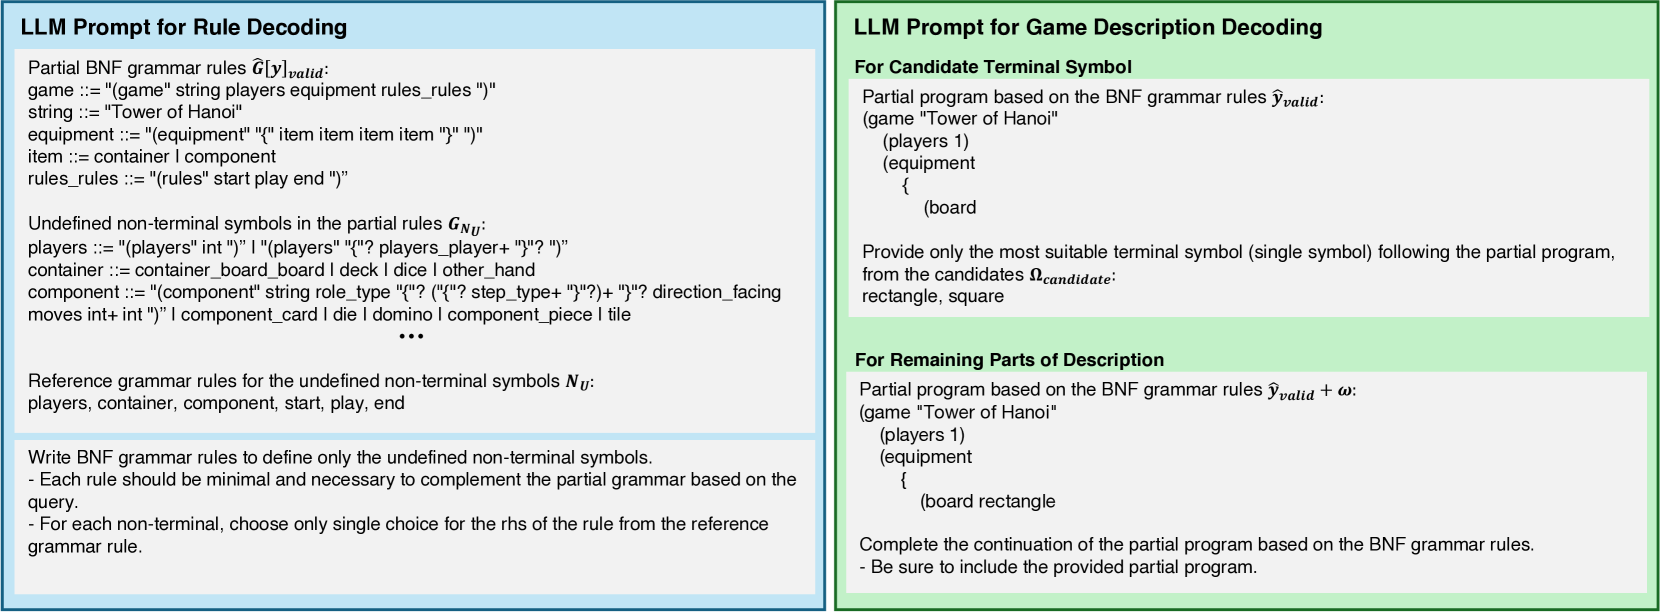 LLM Prompt for Rule Decoding
Partial BNF grammar rules Ĝ[y]valid:
game ::= "(game" string players equipment rules_rules ")"
string ::= "Tower of Hanoi"
equipment ::= "(equipment" "{" item item item item "}" ")"
item ::= container | component
rules_rules ::= "(rules" start play end ")”
Undefined non-terminal symbols in the partial rules G_N_U:
players ::= "(players" int ")” | "(players" "{"? players_player+ "}"? ")”
container ::= container_board_board | deck | dice | other_hand
component ::= "(component" string role_type "{"? ("{"? step_type+ "}"?)+ "}"? direction_facing
moves int+ int ")” | component_card | die | domino | component_piece | tile
•••
Reference grammar rules for the undefined non-terminal symbols N_U:
players, container, component, start, play, end
Write BNF grammar rules to define only the undefined non-terminal symbols.
- Each rule should be minimal and necessary to complement the partial grammar based on the
query.
- For each non-terminal, choose only single choice for the rhs of the rule from the reference
grammar rule.
LLM Prompt for Game Description Decoding
For Candidate Terminal Symbol
Partial program based on the BNF grammar rules ŷvalid:
(game "Tower of Hanoi"
(players 1)
(equipment
{
(board
Provide only the most suitable terminal symbol (single symbol) following the partial program,
from the candidates Ωcandidate:
rectangle, square
For Remaining Parts of Description
Partial program based on the BNF grammar rules ŷvalid + ω:
(game "Tower of Hanoi"
(players 1)
(equipment
{
(board rectangle
Complete the continuation of the partial program based on the BNF grammar rules.
- Be sure to include the provided partial program.